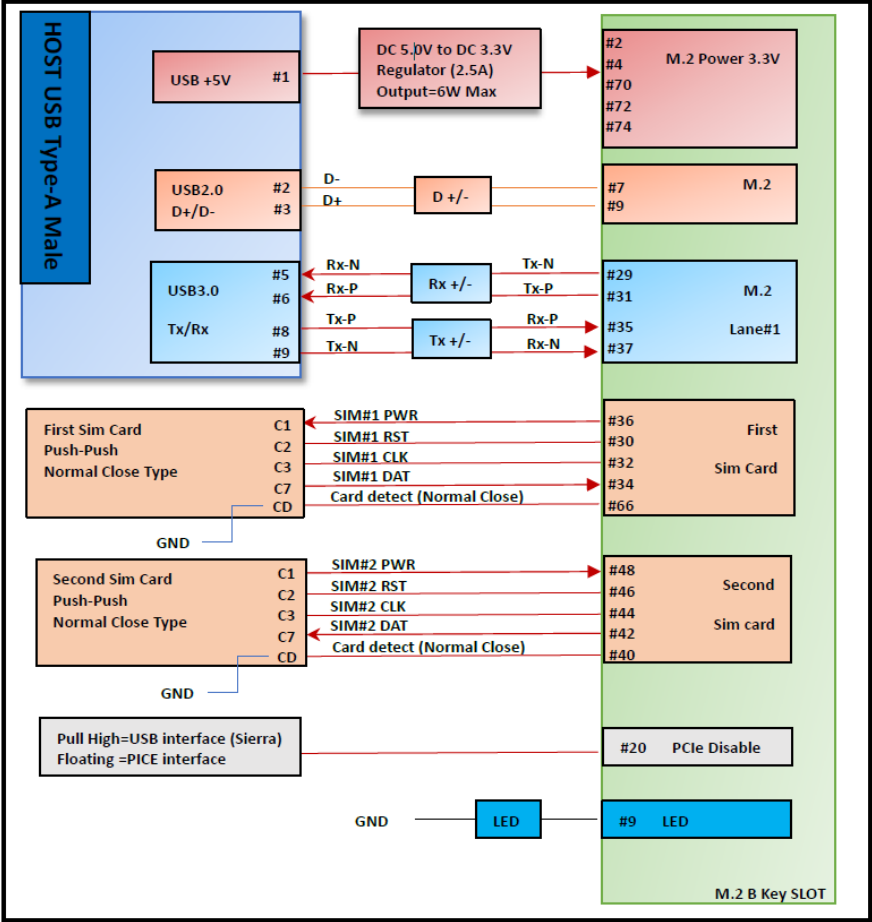 HOST USB Type-A Male
USB +5V #1
DC 5.0V to DC 3.3V
Regulator (2.5A)
Output=6W Max
#2
#4
#70
#72
#74
M.2 Power 3.3V
USB2.0
D+/D-
#2
#3
D-
D+
D +/-
#7
#9
M.2
USB3.0
Tx/Rx
#5
#6
#8
#9
Rx-N
Rx-P
Tx-P
Tx-N
Rx +/-
Tx +/-
Tx-N
Tx-P
Rx-P
Rx-N
#29
#31
#35
#37
M.2
Lane#1
First Sim Card
Push-Push
Normal Close Type
C1
C2
C3
C7
CD
GND
SIM#1 PWR
SIM#1 RST
SIM#1 CLK
SIM#1 DAT
Card detect (Normal Close)
#36
#30
#32
#34
#66
First
Sim Card
Second Sim Card
Push-Push
Normal Close Type
C1
C2
C3
C7
CD
GND
SIM#2 PWR
SIM#2 RST
SIM#2 CLK
SIM#2 DAT
Card detect (Normal Close)
#48
#46
#44
#42
#40
Second
Sim card
Pull High=USB interface (Sierra)
Floating =PICE interface
#20 PCIe Disable
GND
LED
#9 LED
M.2 B Key SLOT